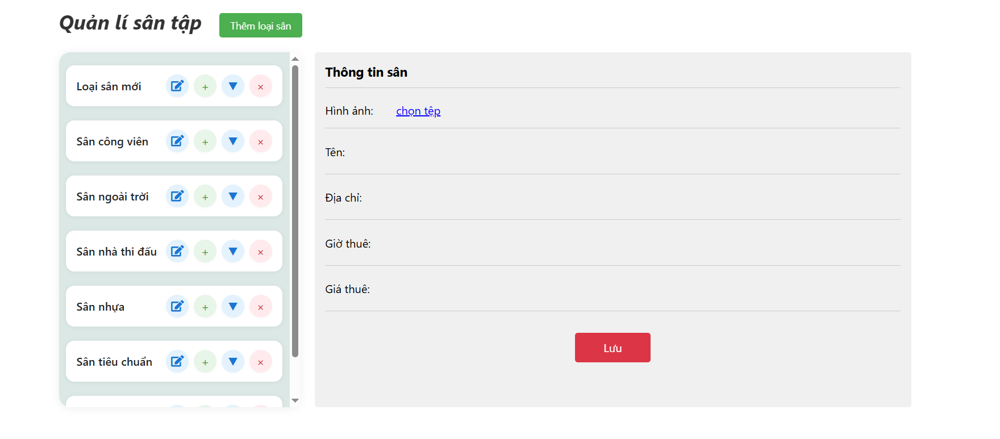 Quản lí sân tập
Thêm loại sân
Loại sân mới
Sân công viên
Sân ngoài trời
Sân nhà thi đấu
Sân nhựa
Sân tiêu chuẩn
Thông tin sân
Hình ảnh: chọn tệp
Tên:
Địa chỉ:
Giờ thuê:
Giá thuê:
Lưu